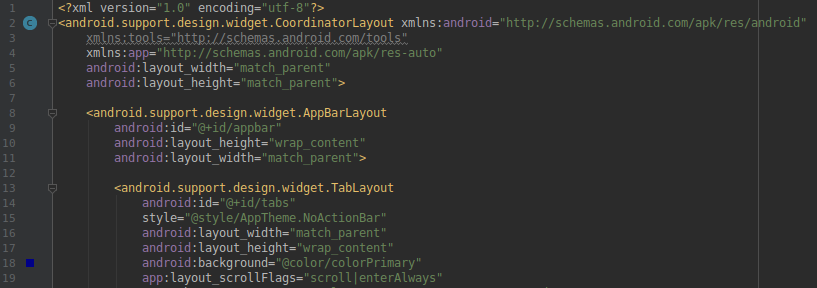 1 <?xml version="1.0" encoding="utf-8"?>
2 C <android.support.design.widget.CoordinatorLayout xmlns:android="http://schemas.android.com/apk/res/android"
3 xmlns:tools="http://schemas.android.com/tools"
4 xmlns:app="http://schemas.android.com/apk/res-auto"
5 android:layout_width="match_parent"
6 android:layout_height="match_parent">
7
8 <android.support.design.widget.AppBarLayout
9 android:id="@+id/appbar"
10 android:layout_height="wrap_content"
11 android:layout_width="match_parent">
12
13 <android.support.design.widget.TabLayout
14 android:id="@+id/tabs"
15 style="@style/AppTheme.NoActionBar"
16 android:layout_width="match_parent"
17 android:layout_height="wrap_content"
18 android:background="@color/colorPrimary"
19 app:layout_scrollFlags="scroll|enterAlways"